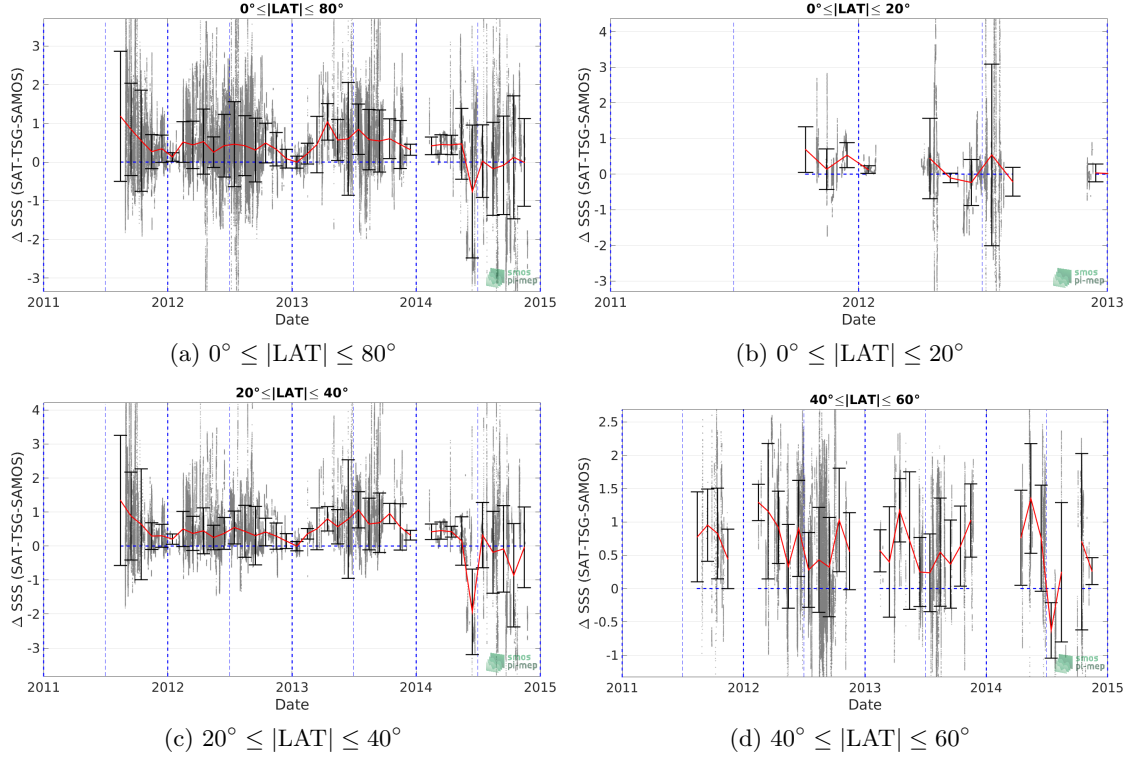 0°≤|LAT|≤ 80°
Δ SSS (SAT-TSG-SAMOS)
3
2
1
0
-1
-2
-3
2011 2012 2013 2014 2015
Date
smos
pi-mep
(a) 0° ≤ |LAT| ≤ 80°
0°≤|LAT|≤ 20°
Δ SSS (SAT-TSG-SAMOS)
4
3
2
1
0
-1
-2
-3
2011 2012 2013
Date
smos
pi-mep
(b) 0° ≤ |LAT| ≤ 20°
20°≤|LAT|≤ 40°
Δ SSS (SAT-TSG-SAMOS)
4
3
2
1
0
-1
-2
-3
2011 2012 2013 2014 2015
Date
smos
pi-mep
(c) 20° ≤ |LAT| ≤ 40°
40°≤|LAT|≤ 60°
Δ SSS (SAT-TSG-SAMOS)
2.5
2
1.5
1
0.5
0
-0.5
-1
2011 2012 2013 2014 2015
Date
smos
pi-mep
(d) 40° ≤ |LAT| ≤ 60°